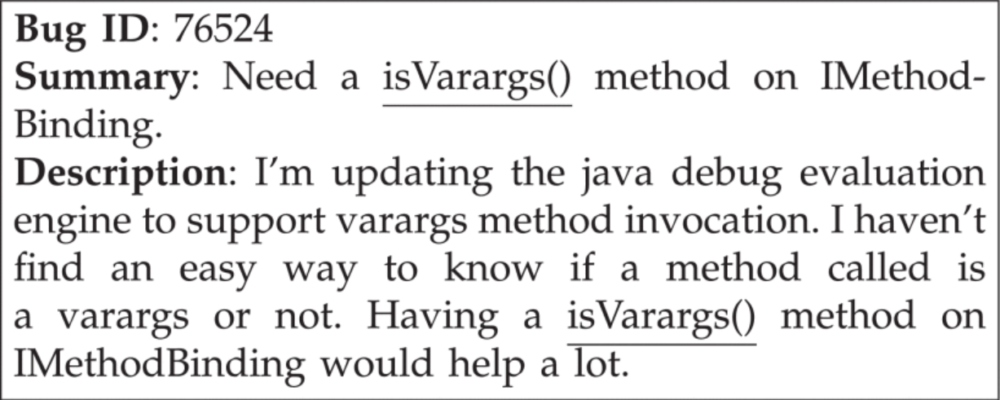 Bug ID: 76524
Summary: Need a isVarargs() method on IMethod-
Binding.
Description: I'm updating the java debug evaluation
engine to support varargs method invocation. I haven't
find an easy way to know if a method called is
a varargs or not. Having a isVarargs() method on
IMethodBinding would help a lot.